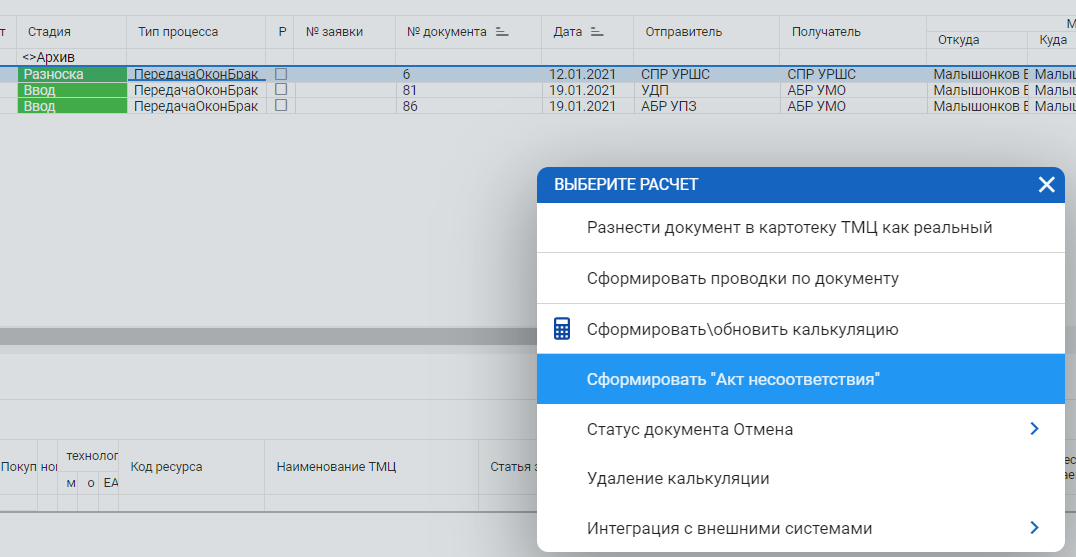 т Стадия Тип процесса Р № заявки № документа Дата Отправитель Получатель М
Откуда Куда
<>Архив
Разноска ПередачаОконБрак 6 12.01.2021 СПР УРШС СПР УРШС Малышонков Е Малыш
Ввод ПередачаОконБрак 81 19.01.2021 УДП АБР УМО Малышонков Е Малыш
Ввод ПередачаОконБрак 86 19.01.2021 АБР УПЗ АБР УМО Малышонков Е Малыш
ВЫБЕРИТЕ РАСЧЕТ
Разнести документ в картотеку ТМЦ как реальный
Сформировать проводки по документу
Сформировать\обновить калькуляцию
Сформировать "Акт несоответствия"
Статус документа Отмена
Удаление калькуляции
Интеграция с внешними системами
Покуп но технолог Код ресурса Наименование ТМЦ Статья з
м о ЕА